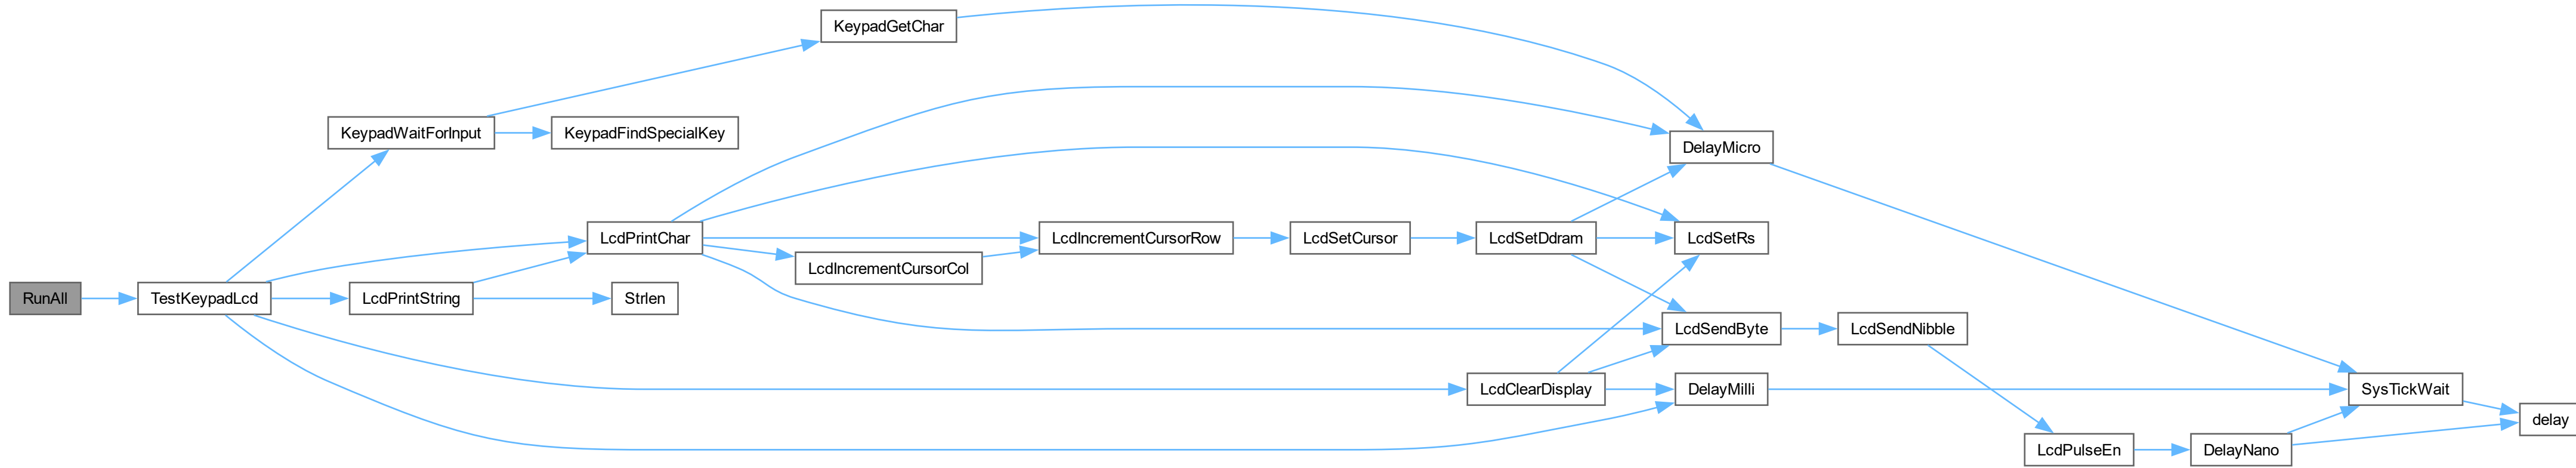 RunAll
TestKeypadLcd
KeypadWaitForInput
KeypadGetChar
KeypadFindSpecialKey
LcdPrintString
LcdPrintChar
Strlen
LcdIncrementCursorCol
LcdIncrementCursorRow
LcdSetCursor
LcdSetDdram
LcdClearDisplay
DelayMicro
LcdSetRs
LcdSendByte
DelayMilli
LcdSendNibble
LcdPulseEn
DelayNano
SysTickWait
delay